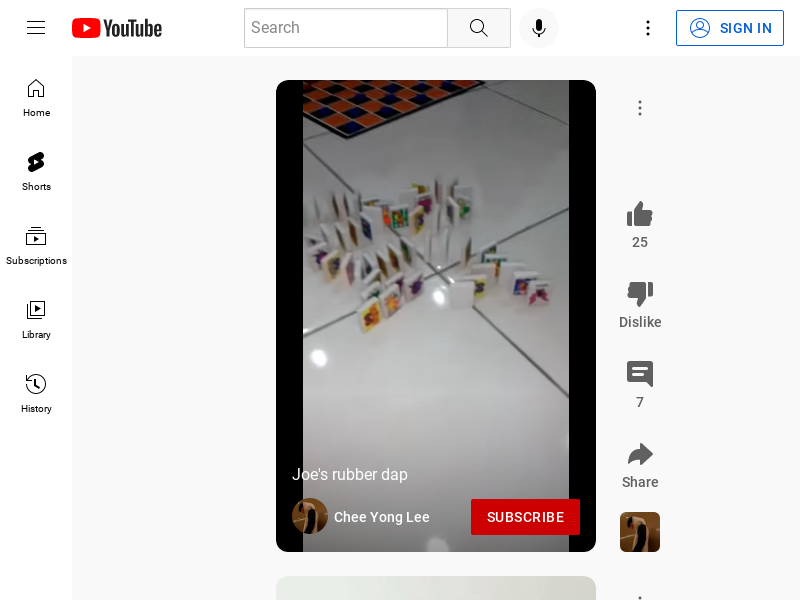 YouTube
Search
SIGN IN
Home
Shorts
Subscriptions
Library
History
Joe's rubber dap
Chee Yong Lee
SUBSCRIBE
25
Dislike
7
Share